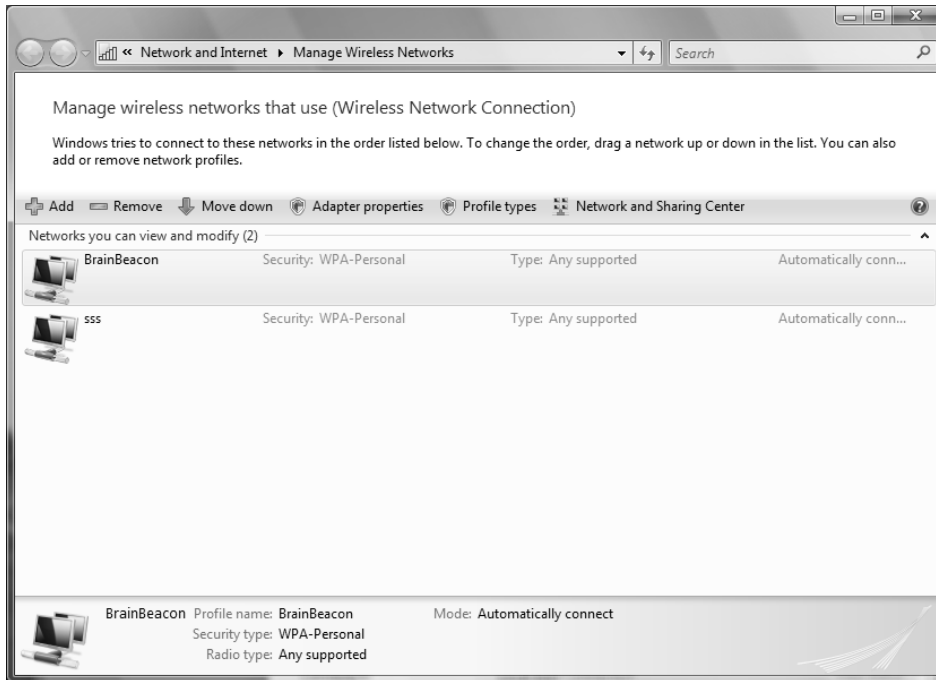 « Network and Internet ▸ Manage Wireless Networks Search
Manage wireless networks that use (Wireless Network Connection)
Windows tries to connect to these networks in the order listed below. To change the order, drag a network up or down in the list. You can also
add or remove network profiles.
Add Remove Move down Adapter properties Profile types Network and Sharing Center
Networks you can view and modify (2)
BrainBeacon Security: WPA-Personal Type: Any supported Automatically conn...
sss Security: WPA-Personal Type: Any supported Automatically conn...
BrainBeacon Profile name: BrainBeacon Mode: Automatically connect
Security type: WPA-Personal
Radio type: Any supported